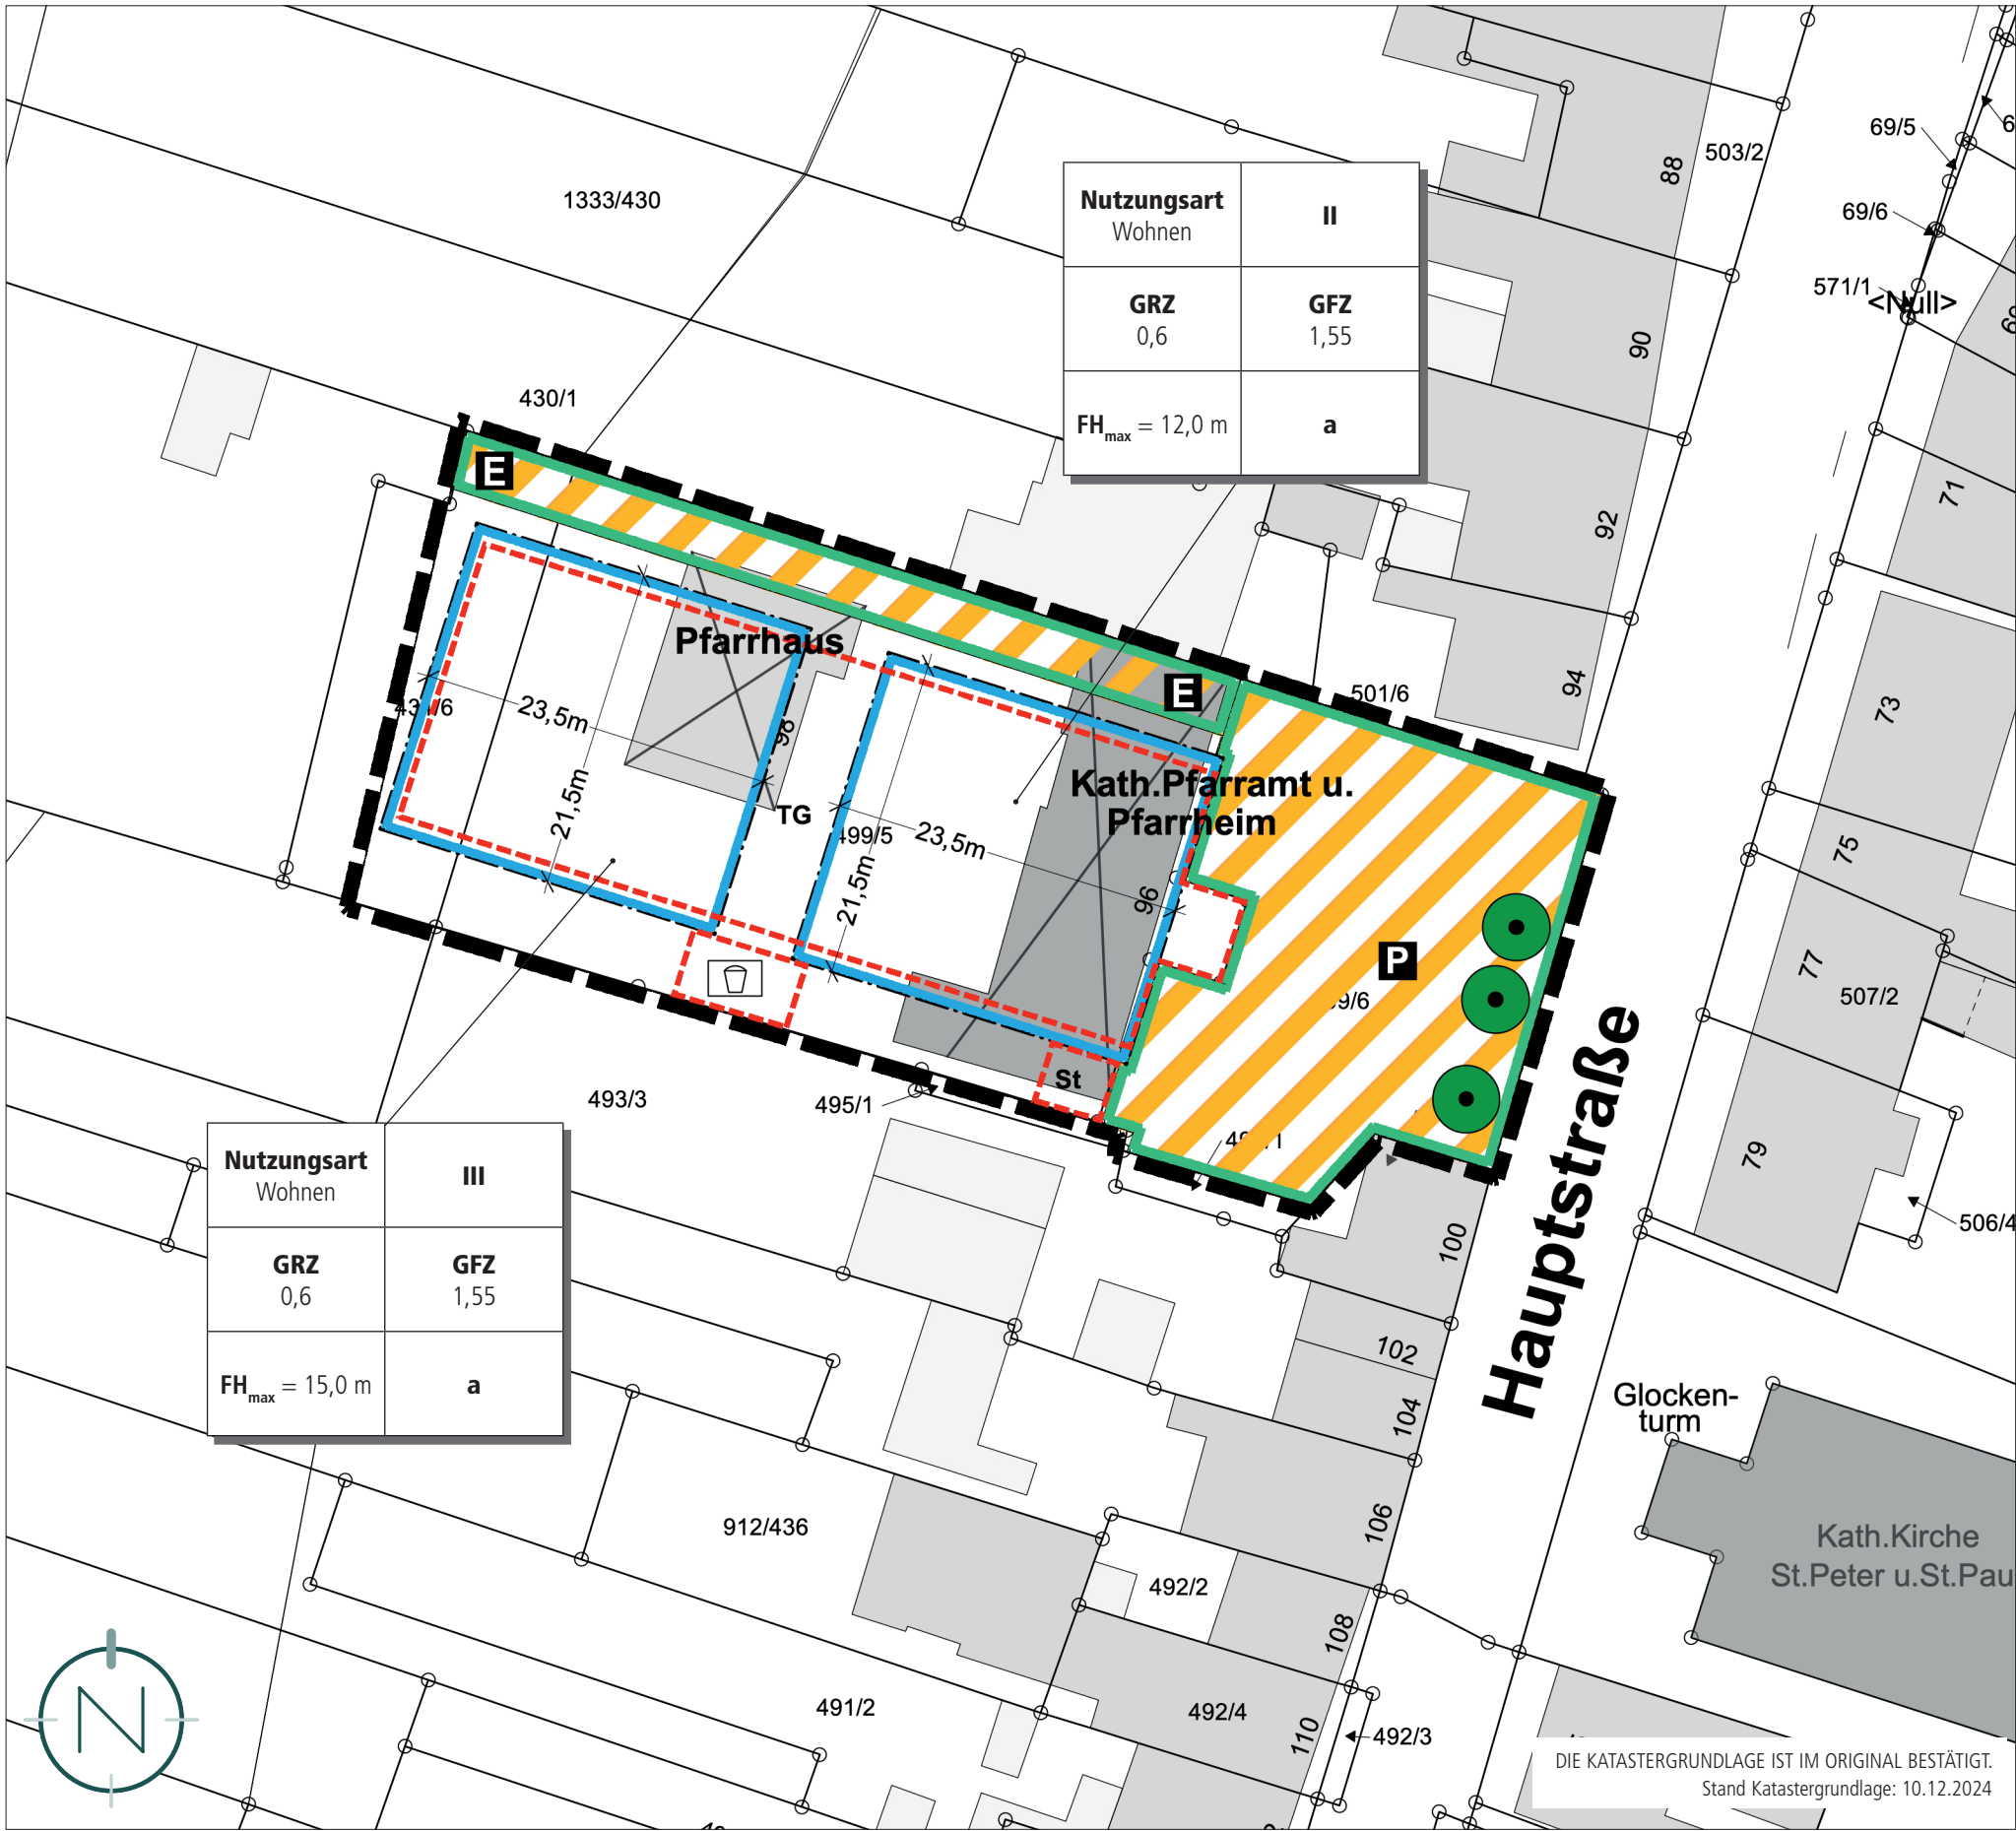 69/5
503/2
88
1333/430
Nutzungsart
Wohnen
II
69/6
GRZ
0,6
GFZ
1,55
571/1
<Null>
90
430/1
FHmax = 12,0 m
a
E
71
92
Pfarrhaus
E
501/6
94
23,5m
98
73
Kath.Pfarramt u.
Pfarrheim
21,5m
TG
499/5
23,5m
75
21,5m
96
P
77
507/2
Hauptstraße
St
493/3
495/1
79
Nutzungsart
Wohnen
III
506/4
100
GRZ
0,6
GFZ
1,55
102
FHmax = 15,0 m
a
104
Glocken-
turm
912/436
106
Kath.Kirche
St.Peter u.St.Pau
492/2
108
N
491/2
492/4
110
492/3
DIE KATASTERGRUNDLAGE IST IM ORIGINAL BESTÄTIGT.
Stand Katastergrundlage: 10.12.2024